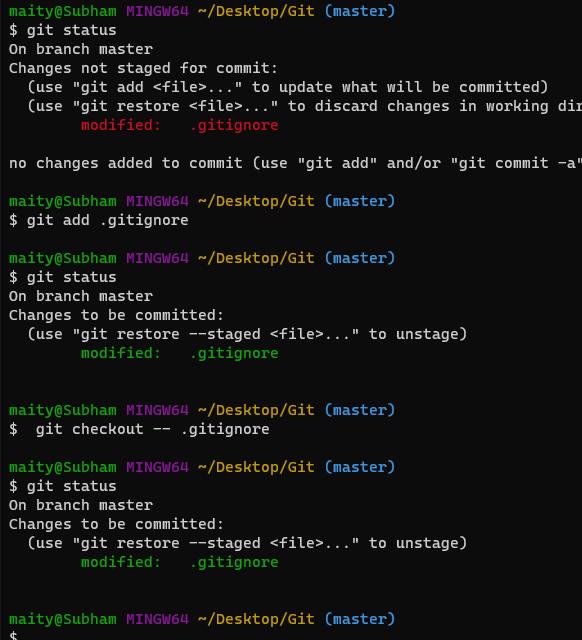 maity@Subham MINGW64 ~/Desktop/Git (master)
$ git status
On branch master
Changes not staged for commit:
  (use "git add <file>..." to update what will be committed)
  (use "git restore <file>..." to discard changes in working dir
        modified:   .gitignore
no changes added to commit (use "git add" and/or "git commit -a"
maity@Subham MINGW64 ~/Desktop/Git (master)
$ git add .gitignore
maity@Subham MINGW64 ~/Desktop/Git (master)
$ git status
On branch master
Changes to be committed:
  (use "git restore --staged <file>..." to unstage)
        modified:   .gitignore
maity@Subham MINGW64 ~/Desktop/Git (master)
$  git checkout -- .gitignore
maity@Subham MINGW64 ~/Desktop/Git (master)
$ git status
On branch master
Changes to be committed:
  (use "git restore --staged <file>..." to unstage)
        modified:   .gitignore
maity@Subham MINGW64 ~/Desktop/Git (master)
$